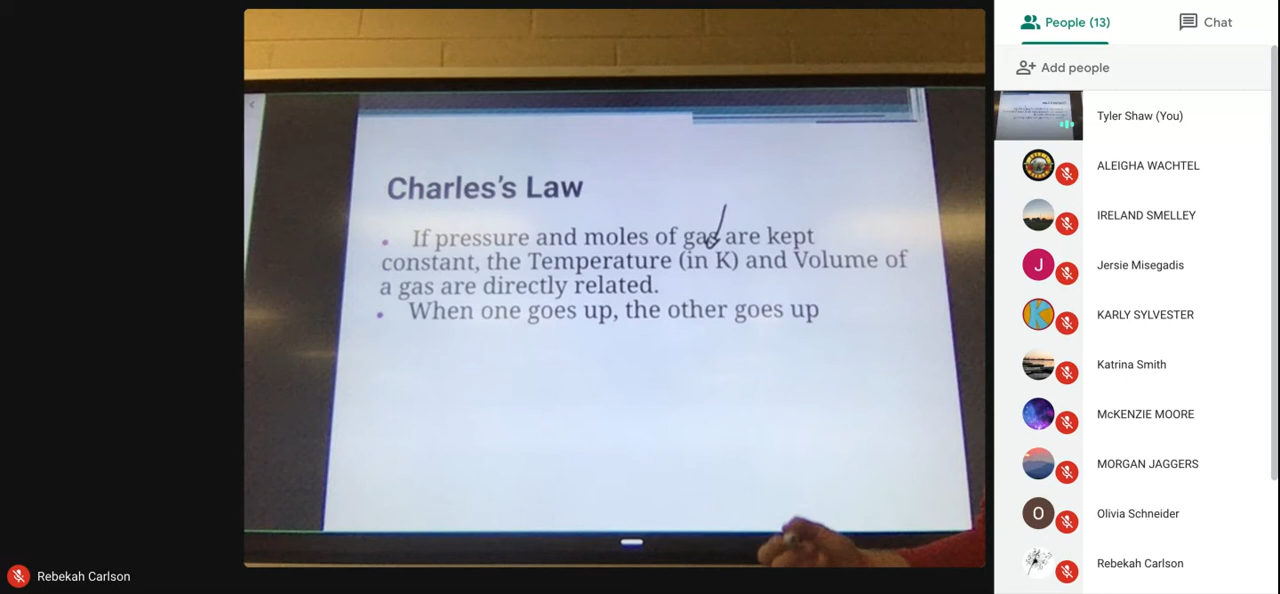 People (13)
Chat
Add people
Charles's Law
• If pressure and moles of gas are kept
constant, the Temperature (in K) and Volume of
a gas are directly related.
• When one goes up, the other goes up
Tyler Shaw (You)
ALEIGHA WACHTEL
IRELAND SMELLEY
J
Jersie Misegadis
KARLY SYLVESTER
Katrina Smith
McKENZIE MOORE
MORGAN JAGGERS
O
Olivia Schneider
Rebekah Carlson
Rebekah Carlson